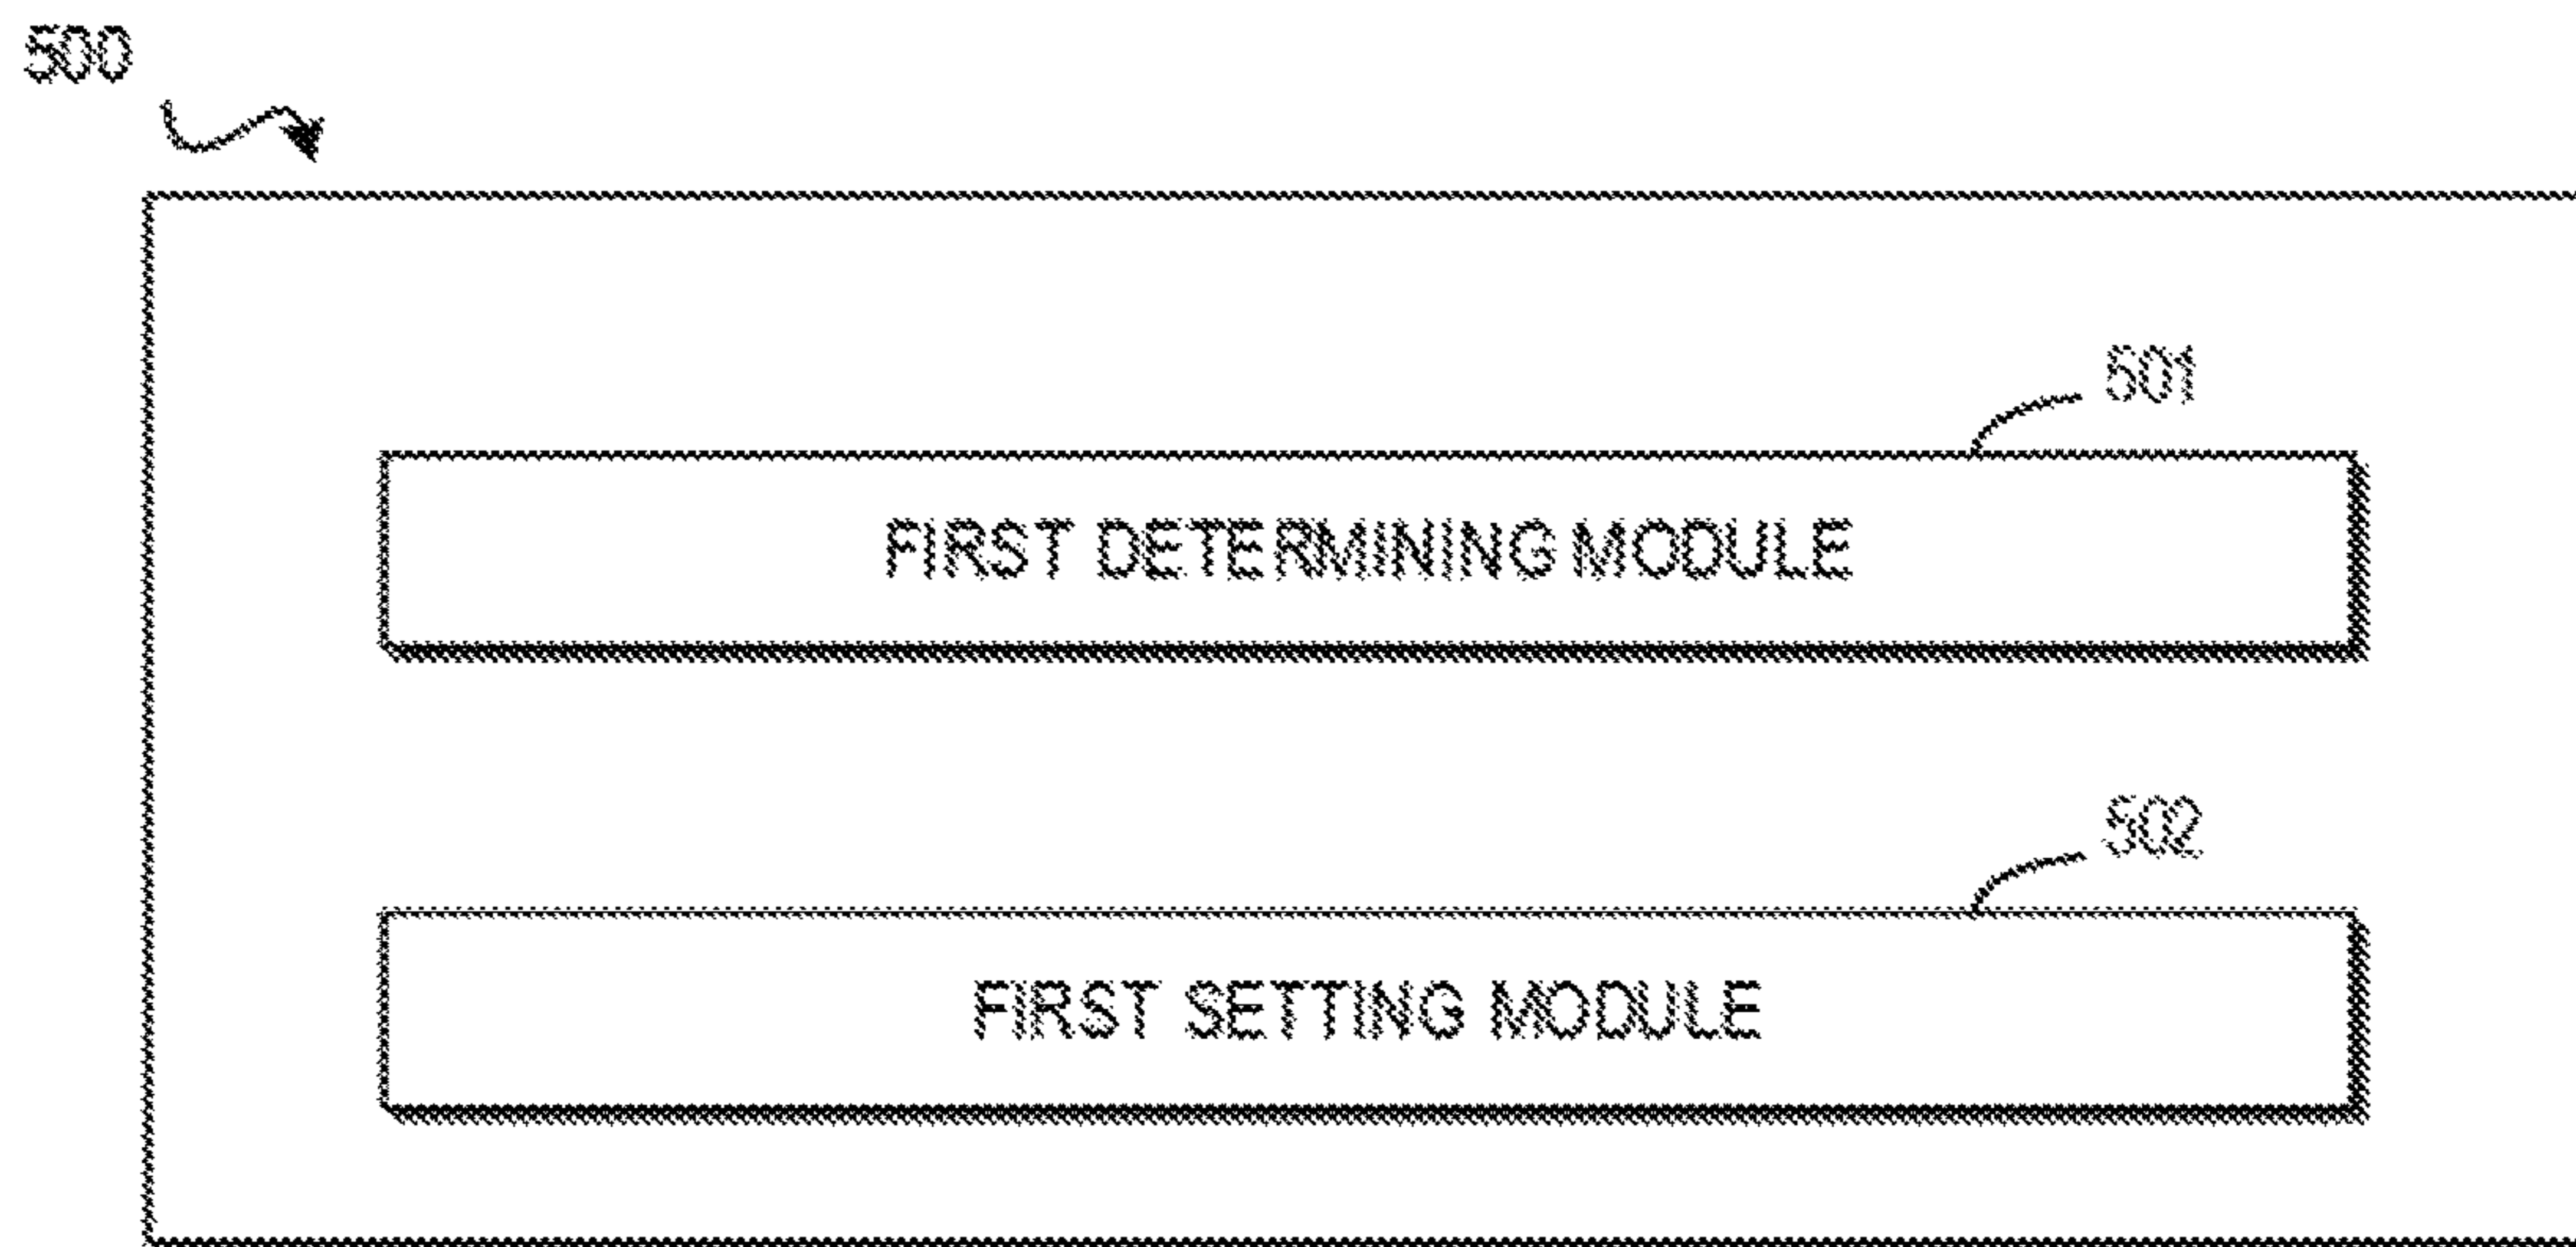 500
501
FIRST DETERMINING MODULE
502
FIRST SETTING MODULE